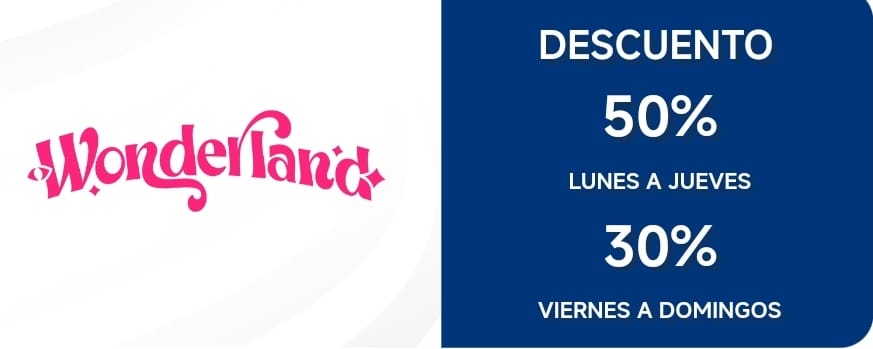 Wonderland
DESCUENTO
50%
LUNES A JUEVES
30%
VIERNES A DOMINGOS